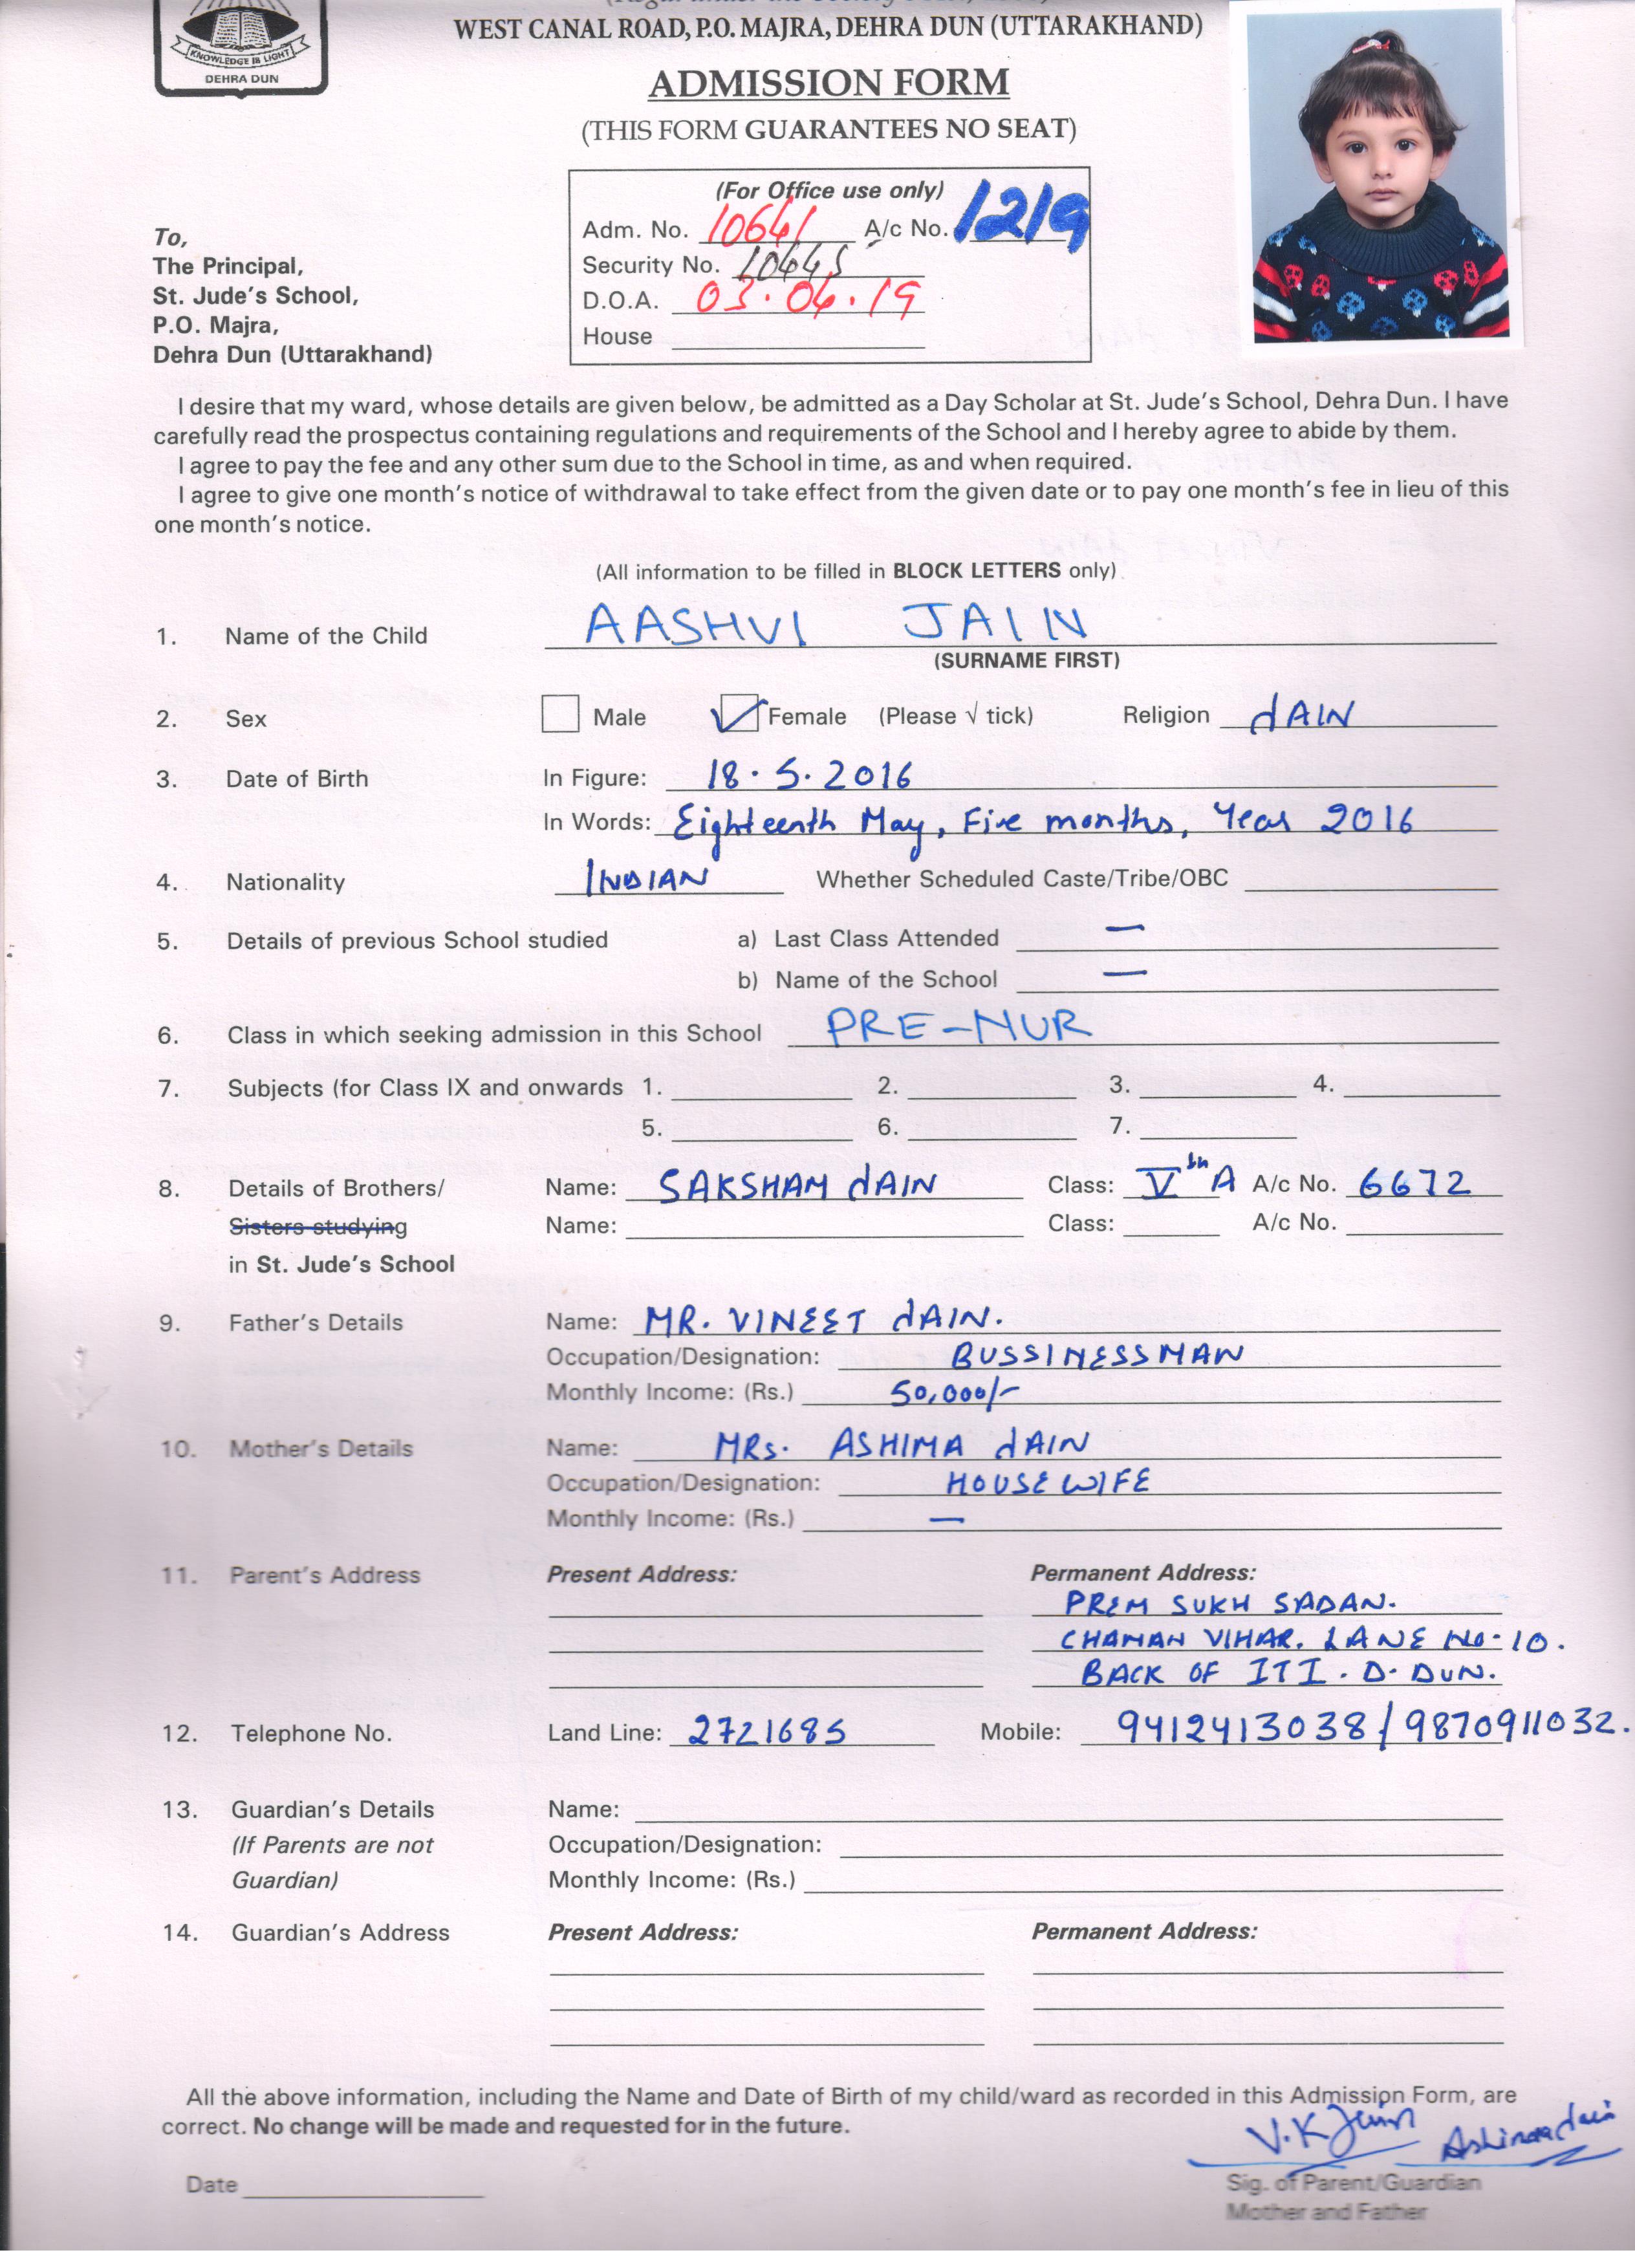 KNOWLEDGE IS LIGHT
DEHRA DUN
WEST CANAL ROAD, P.O. MAJRA, DEHRA DUN (UTTARAKHAND)
ADMISSION FORM
(THIS FORM GUARANTEES NO SEAT)
(For Office use only)
Adm. No. 10641 A/c No. 1219
Security No. 10445
D.O.A. 03.04.19
House
To,
The Principal,
St. Jude's School,
P.O. Majra,
Dehra Dun (Uttarakhand)
I desire that my ward, whose details are given below, be admitted as a Day Scholar at St. Jude's School, Dehra Dun. I have
carefully read the prospectus containing regulations and requirements of the School and I hereby agree to abide by them.
I agree to pay the fee and any other sum due to the School in time, as and when required.
I agree to give one month's notice of withdrawal to take effect from the given date or to pay one month's fee in lieu of this
one month's notice.
(All information to be filled in BLOCK LETTERS only)
1. Name of the Child AASHVI JAIN
(SURNAME FIRST)
2. Sex Male Female (Please √ tick) Religion JAIN
3. Date of Birth In Figure: 18.5.2016
In Words: Eighteenth May, Five months, Year 2016
4. Nationality INDIAN Whether Scheduled Caste/Tribe/OBC
5. Details of previous School studied a) Last Class Attended —
b) Name of the School —
6. Class in which seeking admission in this School PRE-NUR
7. Subjects (for Class IX and onwards 1. 2. 3. 4.
5. 6. 7.
8. Details of Brothers/ Name: SAKSHAM JAIN Class: Vth A A/c No. 6672
Sisters studying Name: Class: A/c No.
in St. Jude's School
9. Father's Details Name: MR. VINEET JAIN.
Occupation/Designation: BUSSINESSMAN
Monthly Income: (Rs.) 50,000/-
10. Mother's Details Name: MRs. ASHIMA JAIN
Occupation/Designation: HOUSEWIFE
Monthly Income: (Rs.) —
11. Parent's Address Present Address: Permanent Address:
PREM SUKH SADAN.
CHAMAN VIHAR. LANE No-10.
BACK OF ITI. D. DUN.
12. Telephone No. Land Line: 2721685 Mobile: 9412413038/9870911032.
13. Guardian's Details Name:
(If Parents are not Occupation/Designation:
Guardian) Monthly Income: (Rs.)
14. Guardian's Address Present Address: Permanent Address:
All the above information, including the Name and Date of Birth of my child/ward as recorded in this Admission Form, are
correct. No change will be made and requested for in the future.
V.K Jain Ashima Jain
Date Sig. of Parent/Guardian
Mother and Father